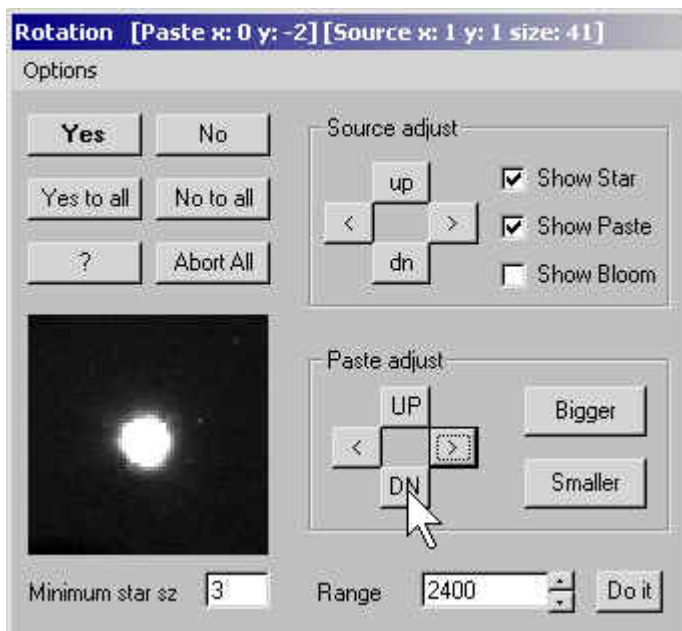 Rotation [Paste x: 0 y: -2] [Source x: 1 y: 1 size: 41]
Options
Yes
No
Yes to all
No to all
?
Abort All
Source adjust
up
<
>
dn
Show Star
Show Paste
Show Bloom
Paste adjust
UP
<
>
DN
Bigger
Smaller
Minimum star sz 3
Range 2400
Do it